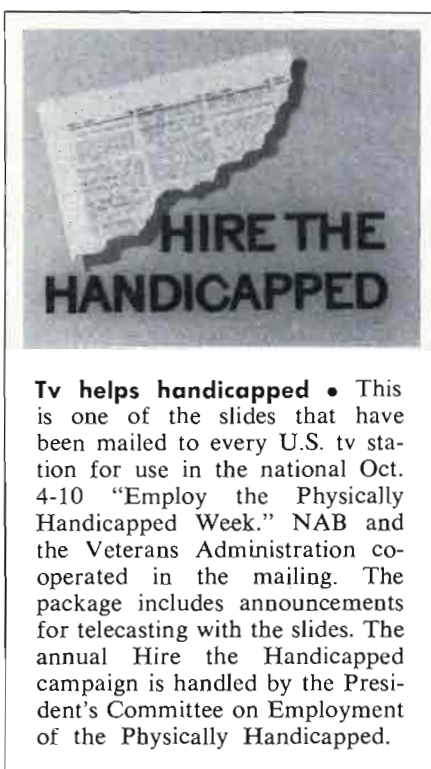 HIRE THE
HANDICAPPED
Tv helps handicapped • This
is one of the slides that have
been mailed to every U.S. tv sta-
tion for use in the national Oct.
4-10 “Employ the Physically
Handicapped Week.” NAB and
the Veterans Administration co-
operated in the mailing. The
package includes announcements
for telecasting with the slides. The
annual Hire the Handicapped
campaign is handled by the Presi-
dent's Committee on Employment
of the Physically Handicapped.